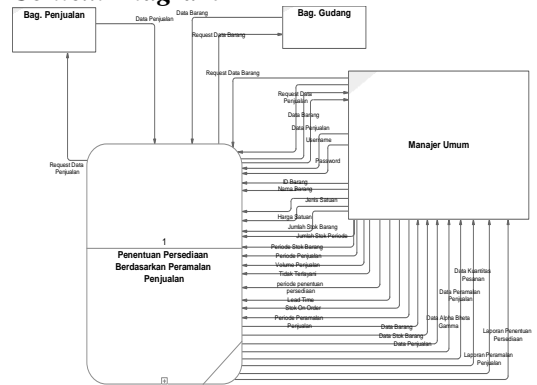 Bag. Penjualan
Data Penjualan
Data Barang
Request Data Barang
Bag. Gudang
Request Data Barang
Request Data
Penjualan
Data Barang
Data Penjualan
Username
Password
Manajer Umum
Request Data
Penjualan
ID Barang
Nama Barang
Jenis Satuan
Harga Satuan
Jumlah Stok Barang
Jumlah Stok Periode
1
Penentuan Persediaan
Berdasarkan Peramalan
Penjualan
Periode Stok Barang
Periode Penjualan
Volume Penjualan
Tidak Terlayani
periode penentuan
persediaan
Lead Time
Stok On Order
Periode Peramalan
Penjualan
Data Barang
Data Stok Barang
Data Penjualan
Data Alpha Bheta
Gamma
Data Peramalan
Penjualan
Data Kuantitas
Pesanan
Laporan Peramalan
Penjualan
Laporan Penentuan
Persediaan